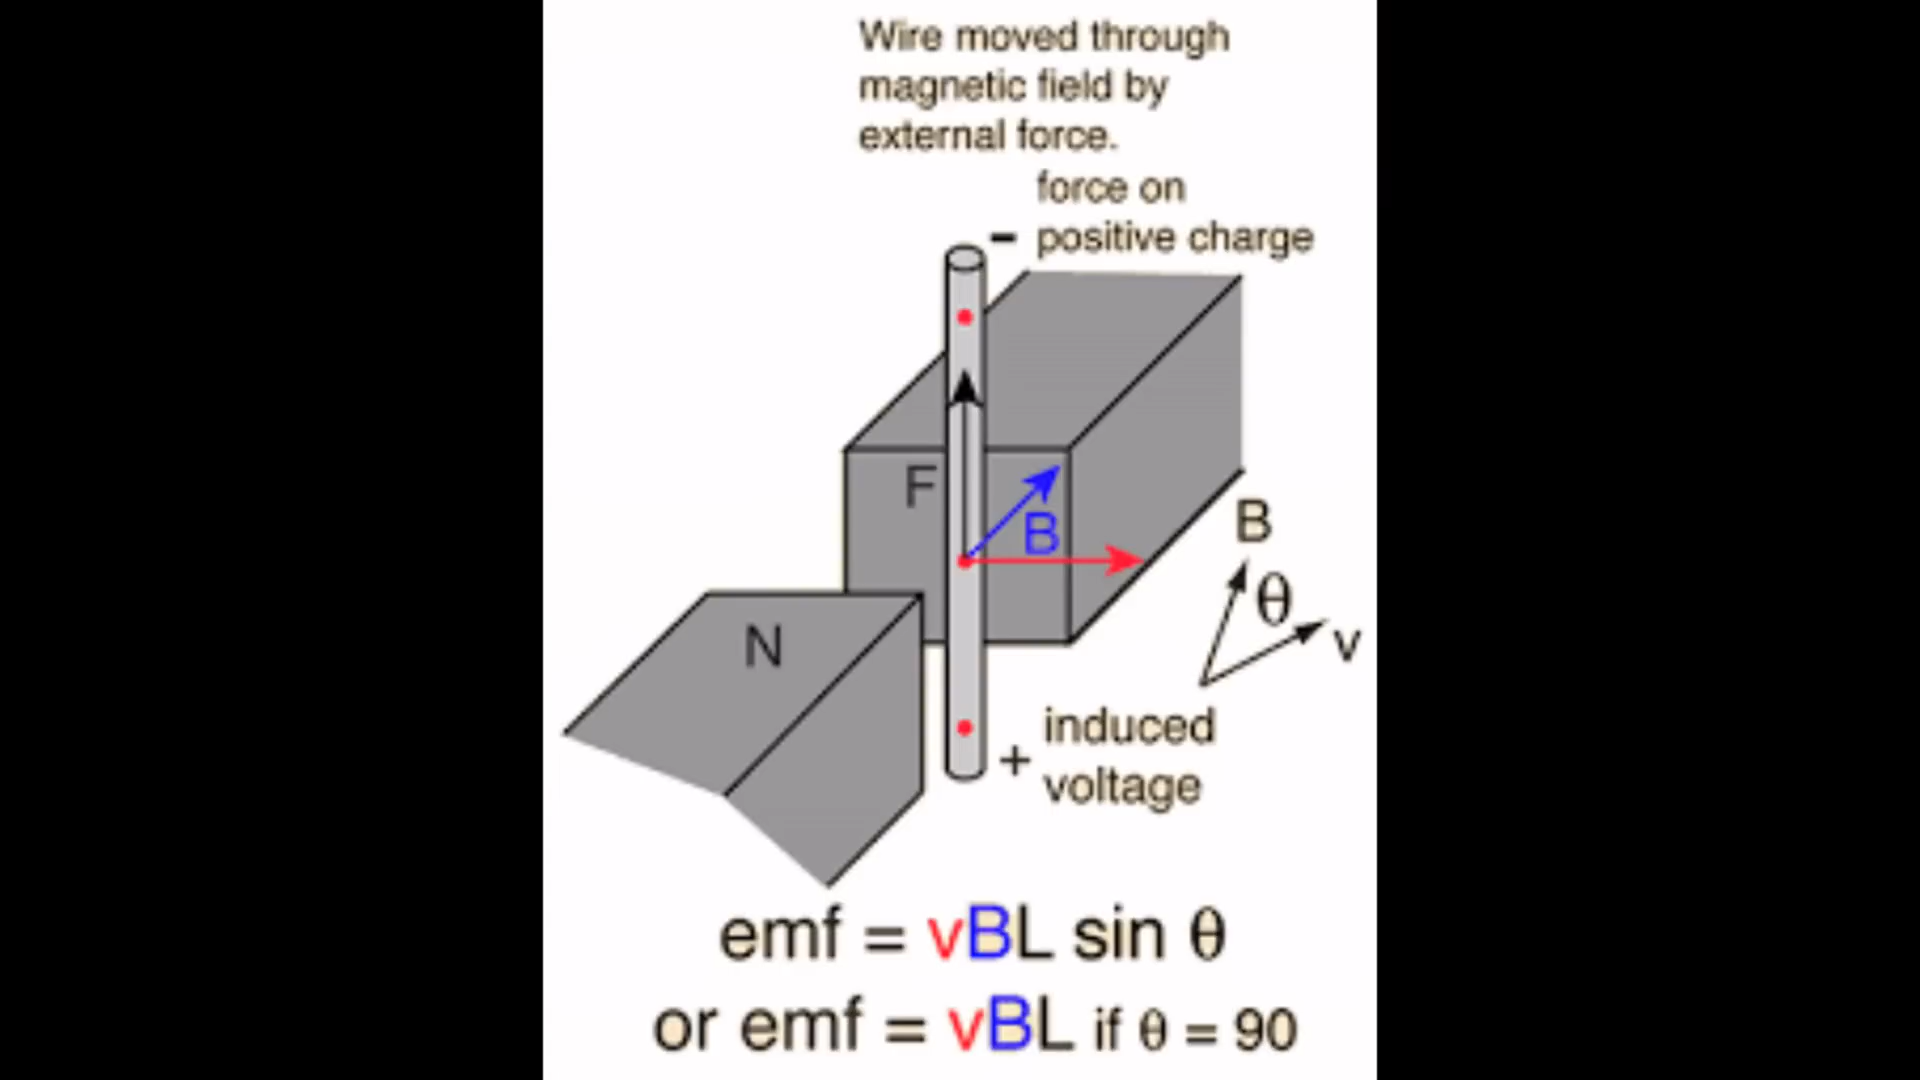 Wire moved through
magnetic field by
external force.
force on
- positive charge
F
B
B
θ
v
N
+ induced
voltage
emf = vBL sin θ
or emf = vBL if θ = 90